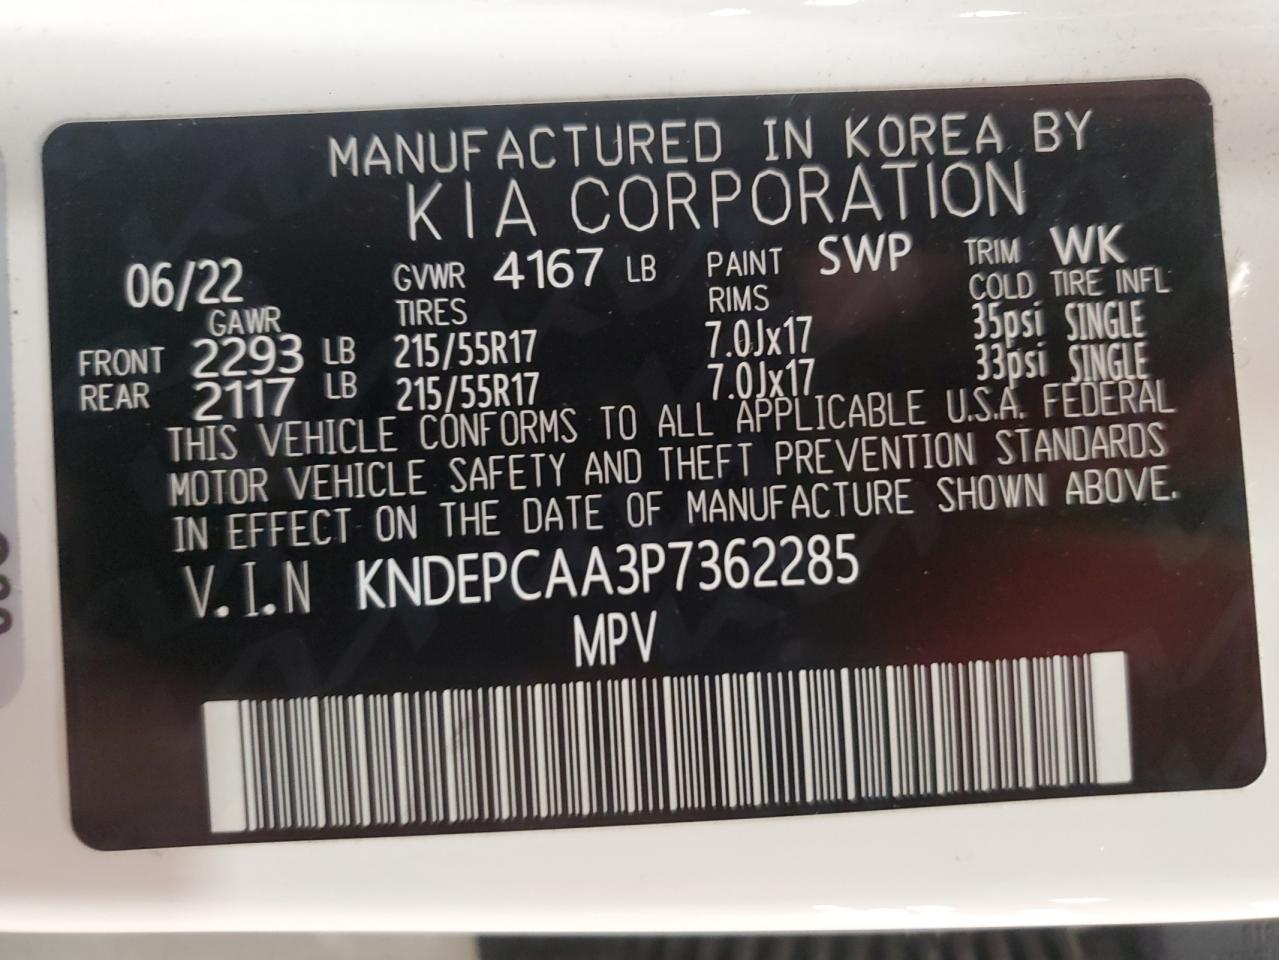 MANUFACTURED IN KOREA BY
KIA CORPORATION
06/22 GVWR 4167 LB PAINT SWP TRIM WK
GAWR TIRES RIMS COLD TIRE INFL
FRONT 2293 LB 215/55R17 7.0Jx17 35psi SINGLE
REAR 2117 LB 215/55R17 7.0Jx17 33psi SINGLE
THIS VEHICLE CONFORMS TO ALL APPLICABLE U.S.A. FEDERAL
MOTOR VEHICLE SAFETY AND THEFT PREVENTION STANDARDS
IN EFFECT ON THE DATE OF MANUFACTURE SHOWN ABOVE.
V.I.N KNDEPCAA3P7362285
MPV